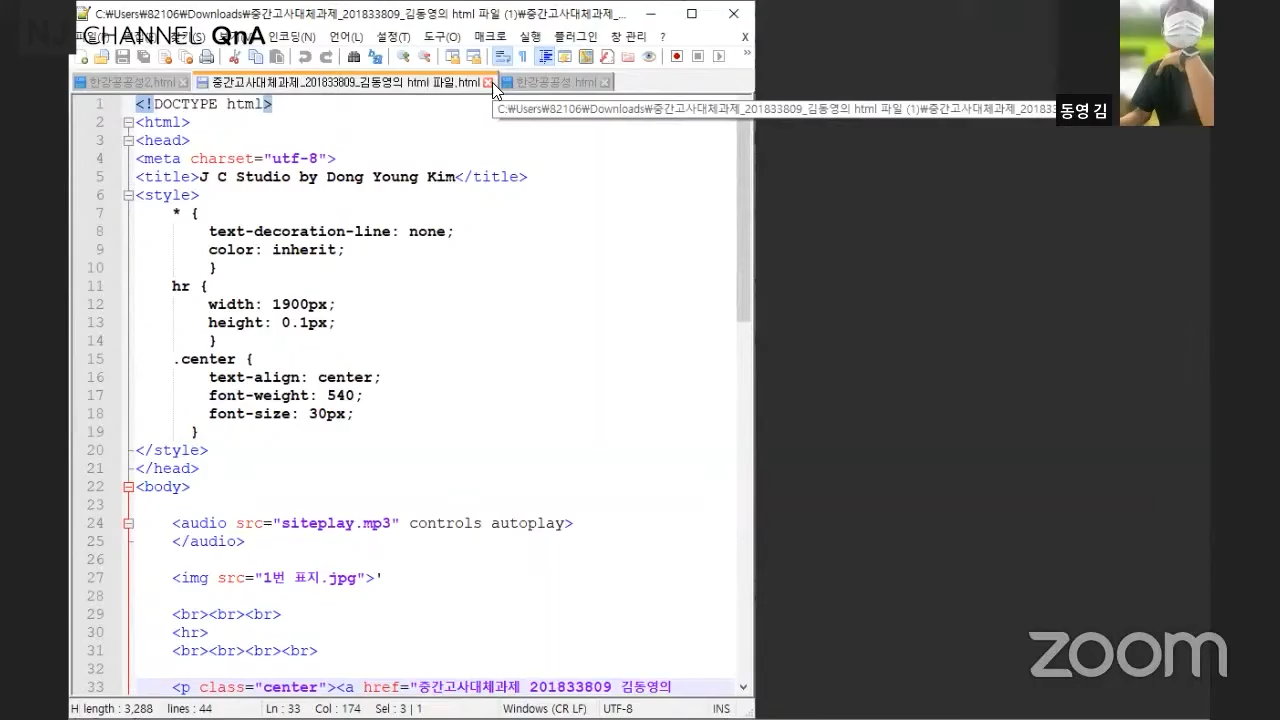 C:₩Users₩82106₩Downloads₩중간고사대체과제_201833809_김동영의 html 파일 (1)₩중간고사대체과제_...
CHANNEL QnA
인코딩(N) 언어(L) 설정(T) 도구(O) 매크로 실행 플러그인 창 관리 ? X
한강공공성2.html 중간고사대체과제_201833809_김동영의 html 파일.html 한강공공성.html
C:₩Users₩82106₩Downloads₩중간고사대체과제_201833809_김동영의 html 파일 (1)₩중간고사대체과제_201833
동영 김
1 <!DOCTYPE html>
2 <html>
3 <head>
4 <meta charset="utf-8">
5 <title>J C Studio by Dong Young Kim</title>
6 <style>
7 * {
8 text-decoration-line: none;
9 color: inherit;
10 }
11 hr {
12 width: 1900px;
13 height: 0.1px;
14 }
15 .center {
16 text-align: center;
17 font-weight: 540;
18 font-size: 30px;
19 }
20 </style>
21 </head>
22 <body>
23
24 <audio src="siteplay.mp3" controls autoplay>
25 </audio>
26
27 <img src="1번 표지.jpg">'
28
29 <br><br><br>
30 <hr>
31 <br><br><br><br>
32
33 <p class="center"><a href="중간고사대체과제 201833809 김동영의
zoom
H length : 3,288 lines : 44 Ln : 33 Col : 174 Sel : 3 | 1 Windows (CR LF) UTF-8 INS